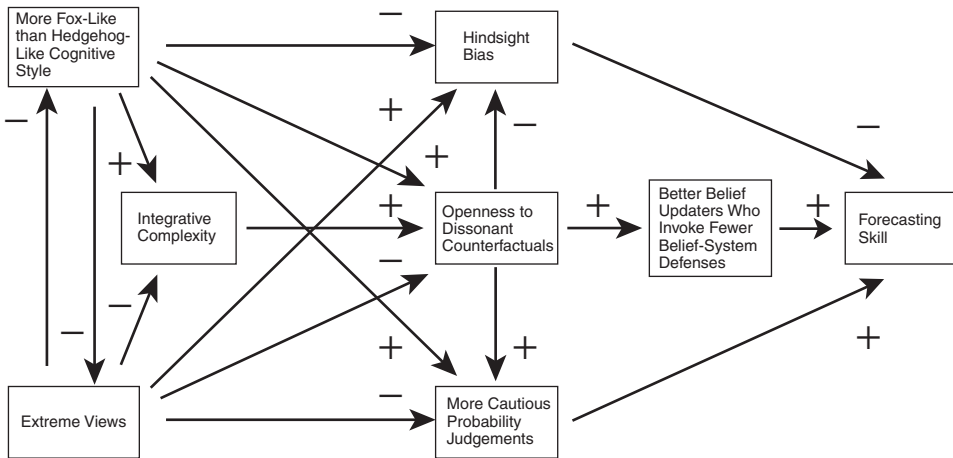 More Fox-Like
than Hedgehog-
Like Cognitive
Style
−
Hindsight
Bias
−
+
−
−
+
+
+
Integrative
Complexity
+
Openness to
Dissonant
Counterfactuals
+
Better Belief
Updaters Who
Invoke Fewer
Belief-System
Defenses
+
Forecasting
Skill
−
−
−
+
+
+
Extreme Views
−
More Cautious
Probability
Judgements